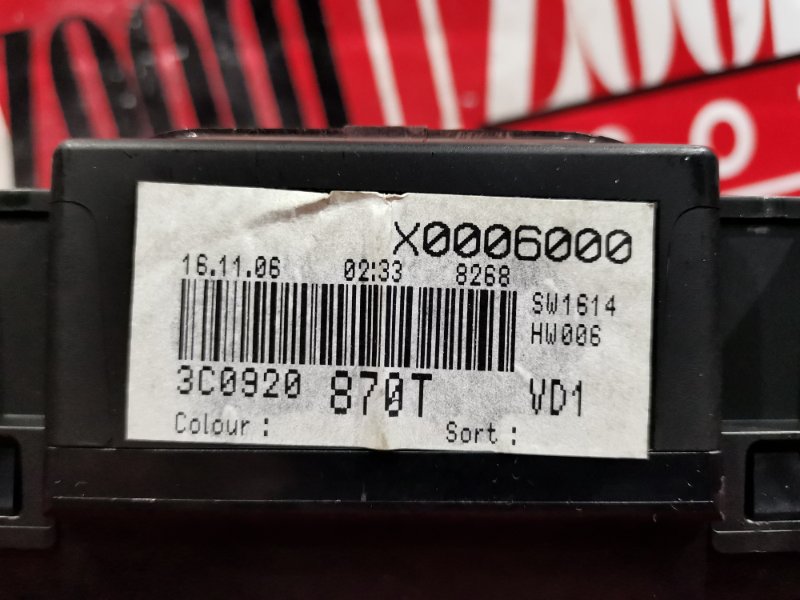 X0006000
16.11.06 02:33 8268
SW1614
HW006
3C0920 870T VD1
Colour : Sort :